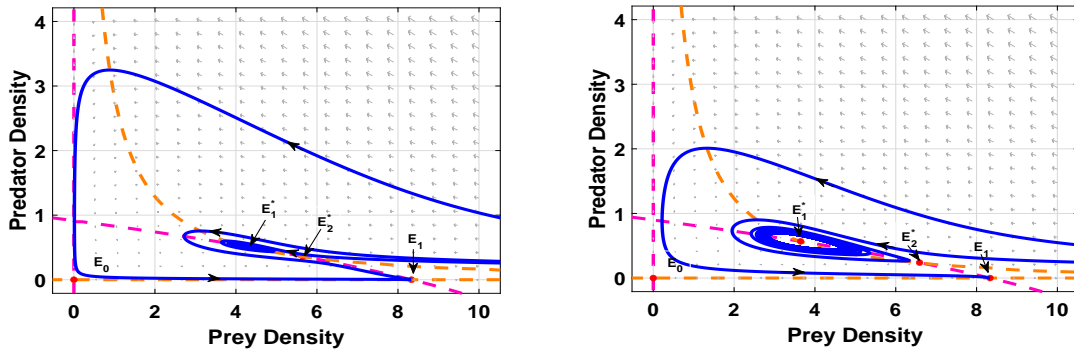 Predator Density
4
3
2
1
0
E₀
E₁*
E₂*
E₁
0 2 4 6 8 10
Prey Density
Predator Density
4
3
2
1
0
E₀
E₁*
E₂*
E₁
0 2 4 6 8 10
Prey Density